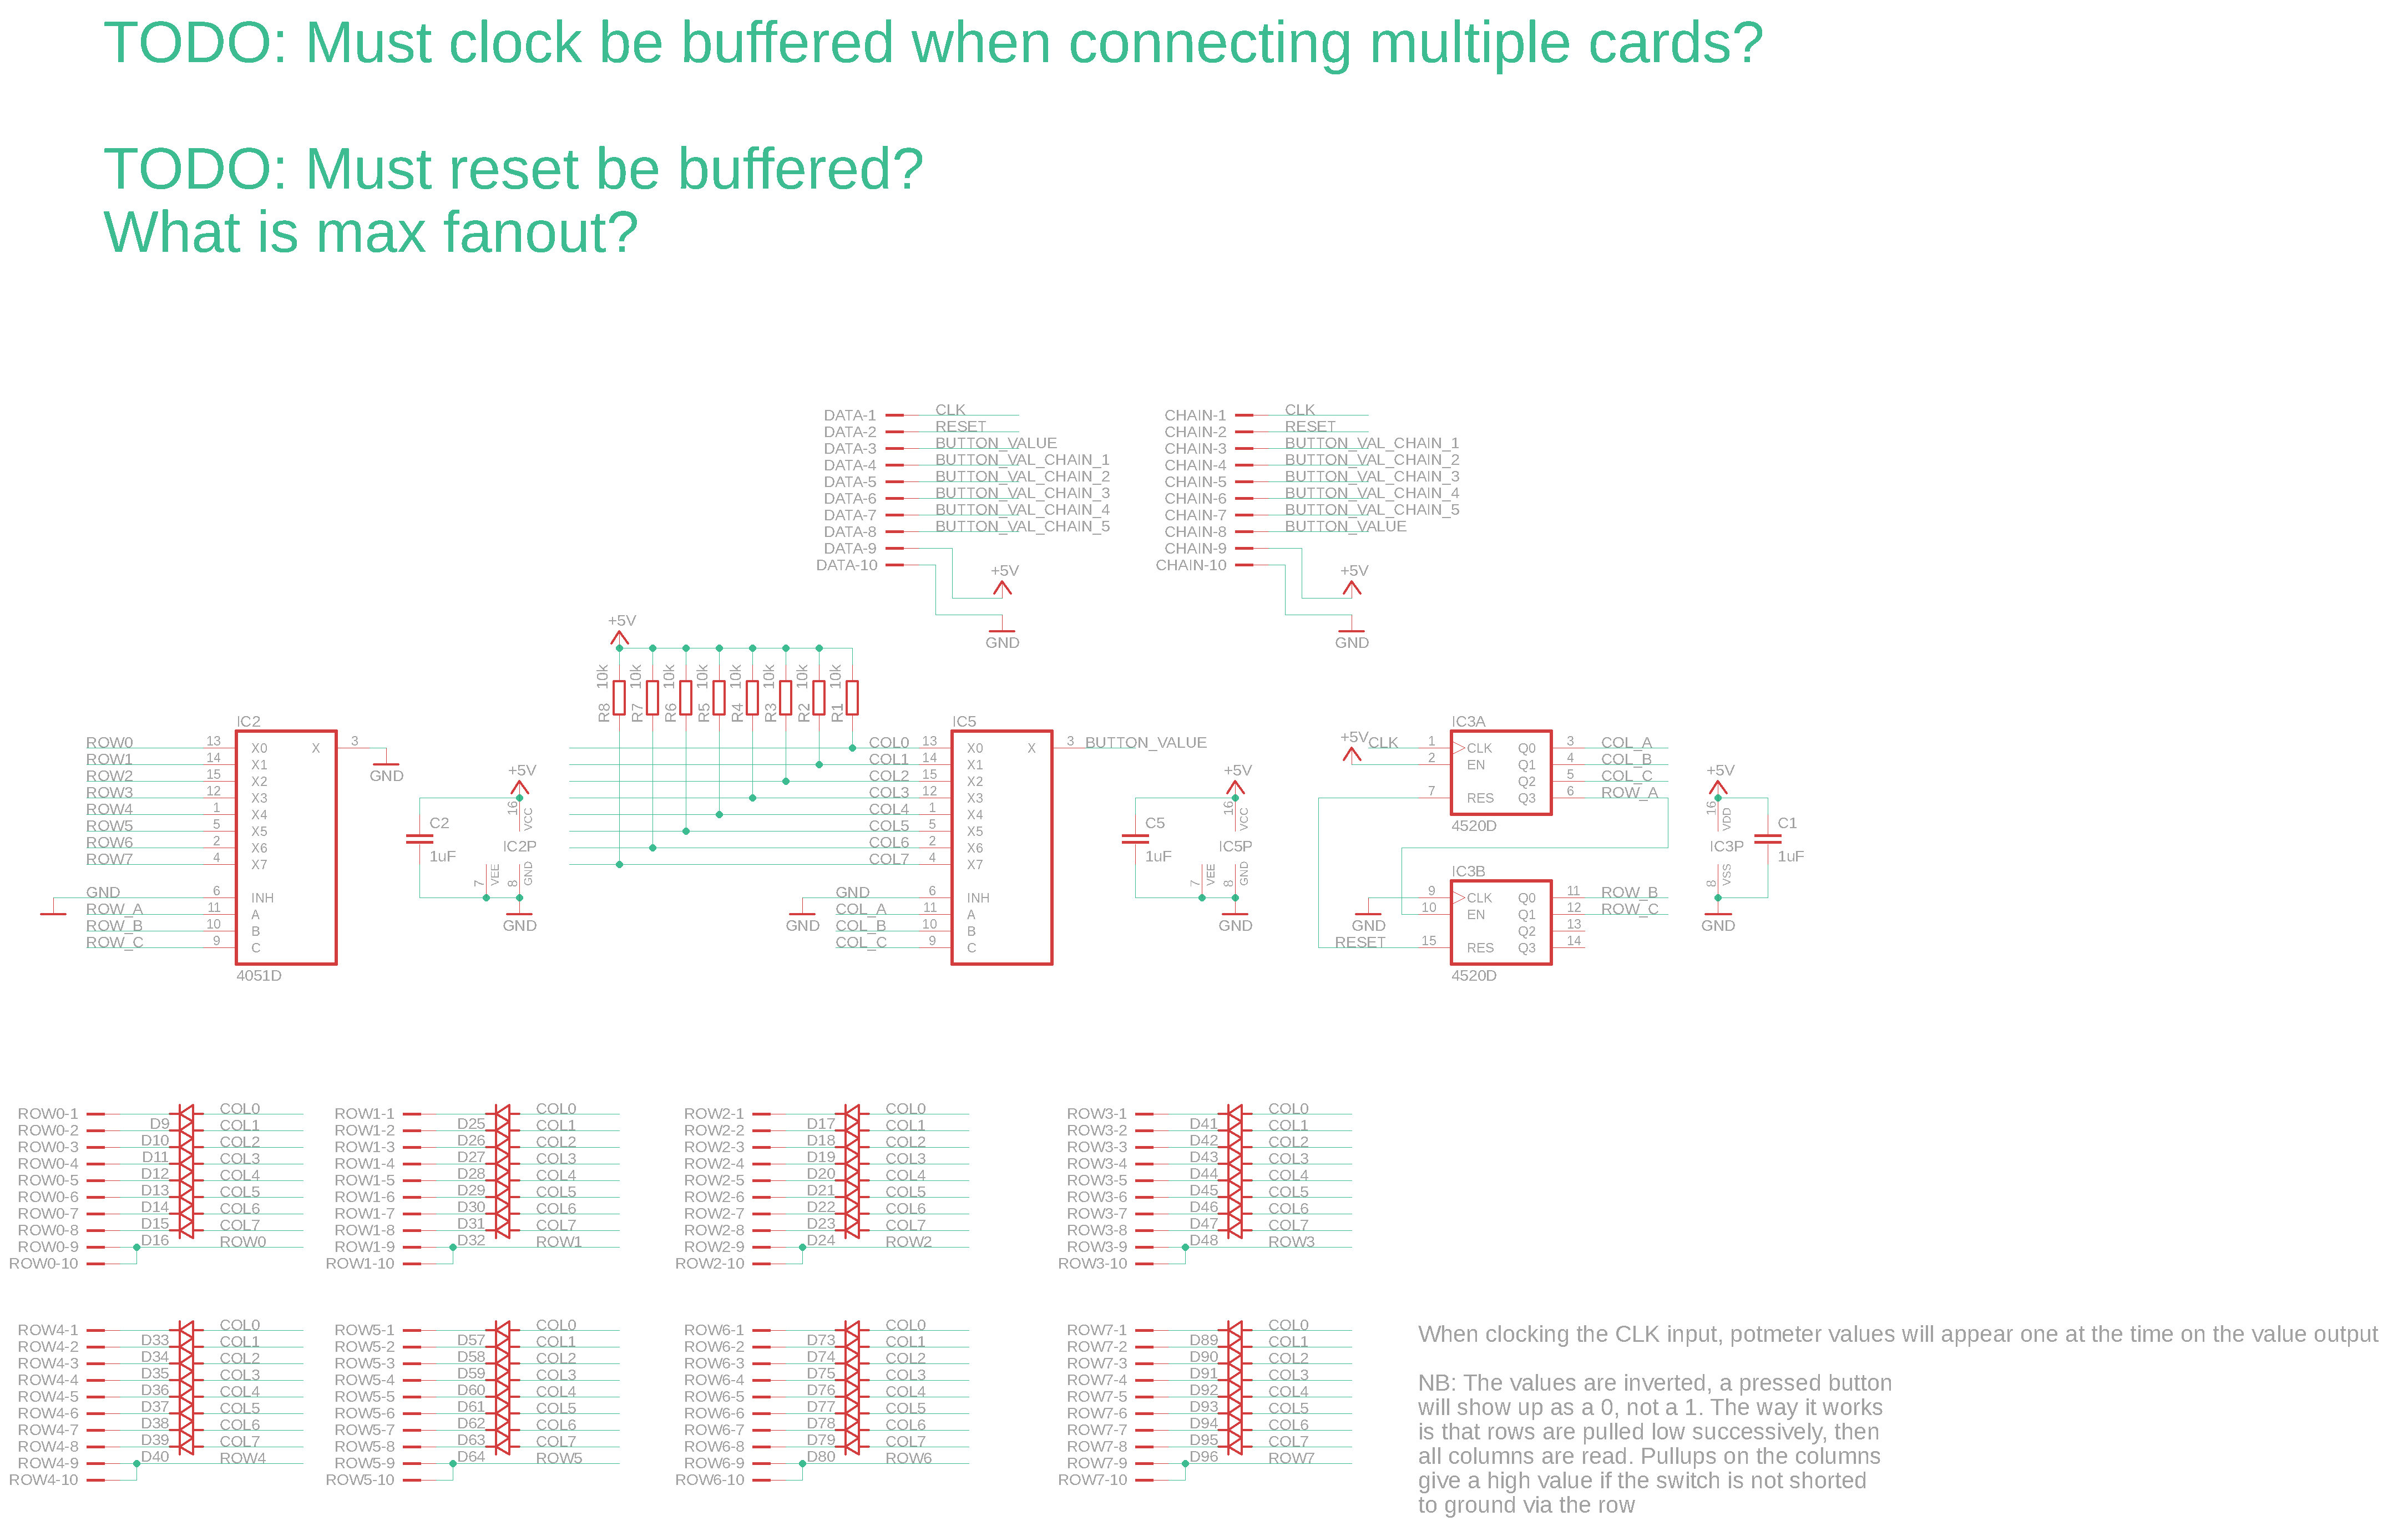 TODO: Must clock be buffered when connecting multiple cards?
TODO: Must reset be buffered?
What is max fanout?
DATA-1 CLK
DATA-2 RESET
DATA-3 BUTTON_VALUE
DATA-4 BUTTON_VAL_CHAIN_1
DATA-5 BUTTON_VAL_CHAIN_2
DATA-6 BUTTON_VAL_CHAIN_3
DATA-7 BUTTON_VAL_CHAIN_4
DATA-8 BUTTON_VAL_CHAIN_5
DATA-9
DATA-10
+5V
GND
CHAIN-1 CLK
CHAIN-2 RESET
CHAIN-3 BUTTON_VAL_CHAIN_1
CHAIN-4 BUTTON_VAL_CHAIN_2
CHAIN-5 BUTTON_VAL_CHAIN_3
CHAIN-6 BUTTON_VAL_CHAIN_4
CHAIN-7 BUTTON_VAL_CHAIN_5
CHAIN-8 BUTTON_VALUE
CHAIN-9
CHAIN-10
+5V
GND
IC2
ROW0 13 X0 X 3
ROW1 14 X1
ROW2 15 X2
ROW3 12 X3
ROW4 1 X4
ROW5 5 X5
ROW6 2 X6
ROW7 4 X7
GND 6 INH
ROW_A 11 A
ROW_B 10 B
ROW_C 9 C
4051D
GND
+5V
C2
1uF
16 VCC
IC2P
7 VEE
8 GND
GND
+5V
R8 10k
R7 10k
R6 10k
R5 10k
R4 10k
R3 10k
R2 10k
R1 10k
IC5
COL0 13 X0 X 3 BUTTON_VALUE
COL1 14 X1
COL2 15 X2
COL3 12 X3
COL4 1 X4
COL5 5 X5
COL6 2 X6
COL7 4 X7
GND 6 INH
COL_A 11 A
COL_B 10 B
COL_C 9 C
GND
+5V
C5
1uF
16 VCC
IC5P
7 VEE
8 GND
GND
IC3A
+5V CLK 1 CLK Q0 3 COL_A
2 EN Q1 4 COL_B
Q2 5 COL_C
7 RES Q3 6 ROW_A
4520D
IC3B
9 CLK Q0 11 ROW_B
10 EN Q1 12 ROW_C
GND
Q2 13
RESET 15 RES Q3 14
4520D
+5V
16 VDD
C1
1uF
IC3P
8 VSS
GND
ROW0-1 COL0
D9
ROW0-2 COL1
D10
ROW0-3 COL2
D11
ROW0-4 COL3
D12
ROW0-5 COL4
D13
ROW0-6 COL5
D14
ROW0-7 COL6
D15
ROW0-8 COL7
D16
ROW0-9 ROW0
ROW0-10
ROW1-1 COL0
D25
ROW1-2 COL1
D26
ROW1-3 COL2
D27
ROW1-4 COL3
D28
ROW1-5 COL4
D29
ROW1-6 COL5
D30
ROW1-7 COL6
D31
ROW1-8 COL7
D32
ROW1-9 ROW1
ROW1-10
ROW2-1 COL0
D17
ROW2-2 COL1
D18
ROW2-3 COL2
D19
ROW2-4 COL3
D20
ROW2-5 COL4
D21
ROW2-6 COL5
D22
ROW2-7 COL6
D23
ROW2-8 COL7
D24
ROW2-9 ROW2
ROW2-10
ROW3-1 COL0
D41
ROW3-2 COL1
D42
ROW3-3 COL2
D43
ROW3-4 COL3
D44
ROW3-5 COL4
D45
ROW3-6 COL5
D46
ROW3-7 COL6
D47
ROW3-8 COL7
D48
ROW3-9 ROW3
ROW3-10
ROW4-1 COL0
D33
ROW4-2 COL1
D34
ROW4-3 COL2
D35
ROW4-4 COL3
D36
ROW4-5 COL4
D37
ROW4-6 COL5
D38
ROW4-7 COL6
D39
ROW4-8 COL7
D40
ROW4-9 ROW4
ROW4-10
ROW5-1 COL0
D57
ROW5-2 COL1
D58
ROW5-3 COL2
D59
ROW5-4 COL3
D60
ROW5-5 COL4
D61
ROW5-6 COL5
D62
ROW5-7 COL6
D63
ROW5-8 COL7
D64
ROW5-9 ROW5
ROW5-10
ROW6-1 COL0
D73
ROW6-2 COL1
D74
ROW6-3 COL2
D75
ROW6-4 COL3
D76
ROW6-5 COL4
D77
ROW6-6 COL5
D78
ROW6-7 COL6
D79
ROW6-8 COL7
D80
ROW6-9 ROW6
ROW6-10
ROW7-1 COL0
D89
ROW7-2 COL1
D90
ROW7-3 COL2
D91
ROW7-4 COL3
D92
ROW7-5 COL4
D93
ROW7-6 COL5
D94
ROW7-7 COL6
D95
ROW7-8 COL7
D96
ROW7-9 ROW7
ROW7-10
When clocking the CLK input, potmeter values will appear one at the time on the value output
NB: The values are inverted, a pressed button
will show up as a 0, not a 1. The way it works
is that rows are pulled low successively, then
all columns are read. Pullups on the columns
give a high value if the switch is not shorted
to ground via the row